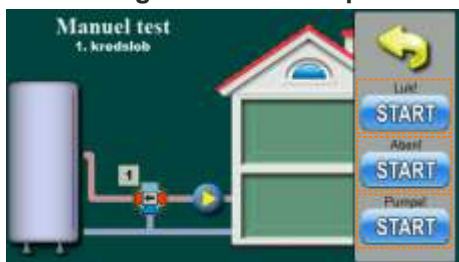 Manuel test
1. kredsløb
1
Luk!
START
Åben!
START
Pumpe!
START